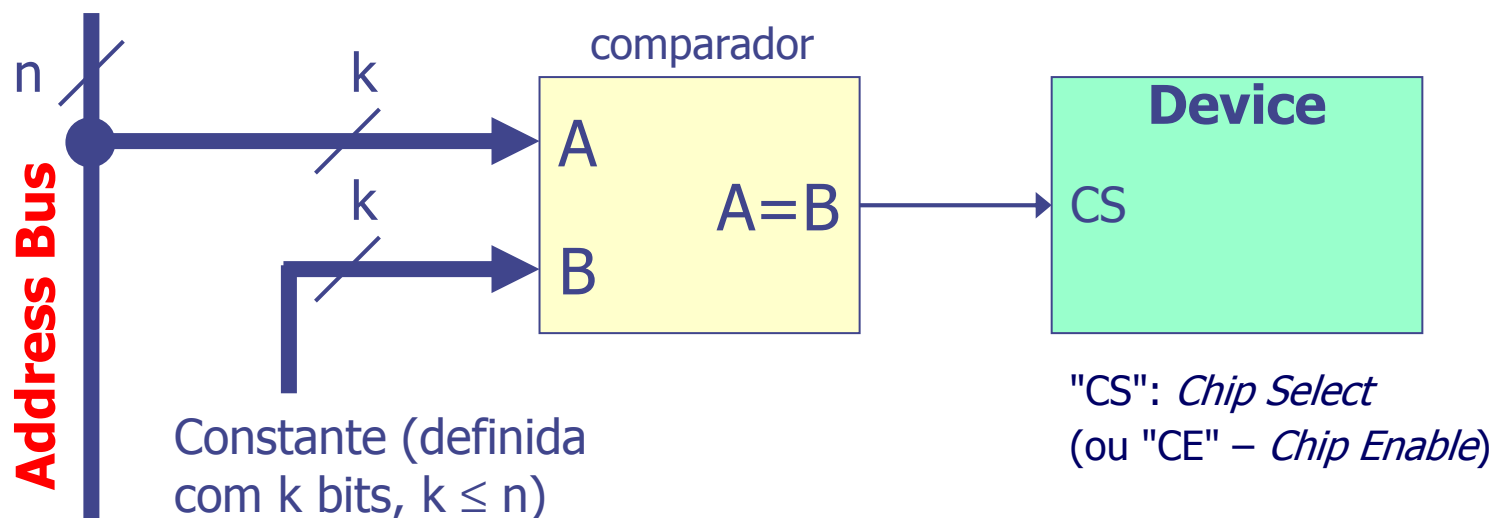 comparador
n
k
A
Device
Address Bus
k
A=B
CS
B
"CS": Chip Select
(ou "CE" – Chip Enable)
Constante (definida
com k bits, k ≤ n)